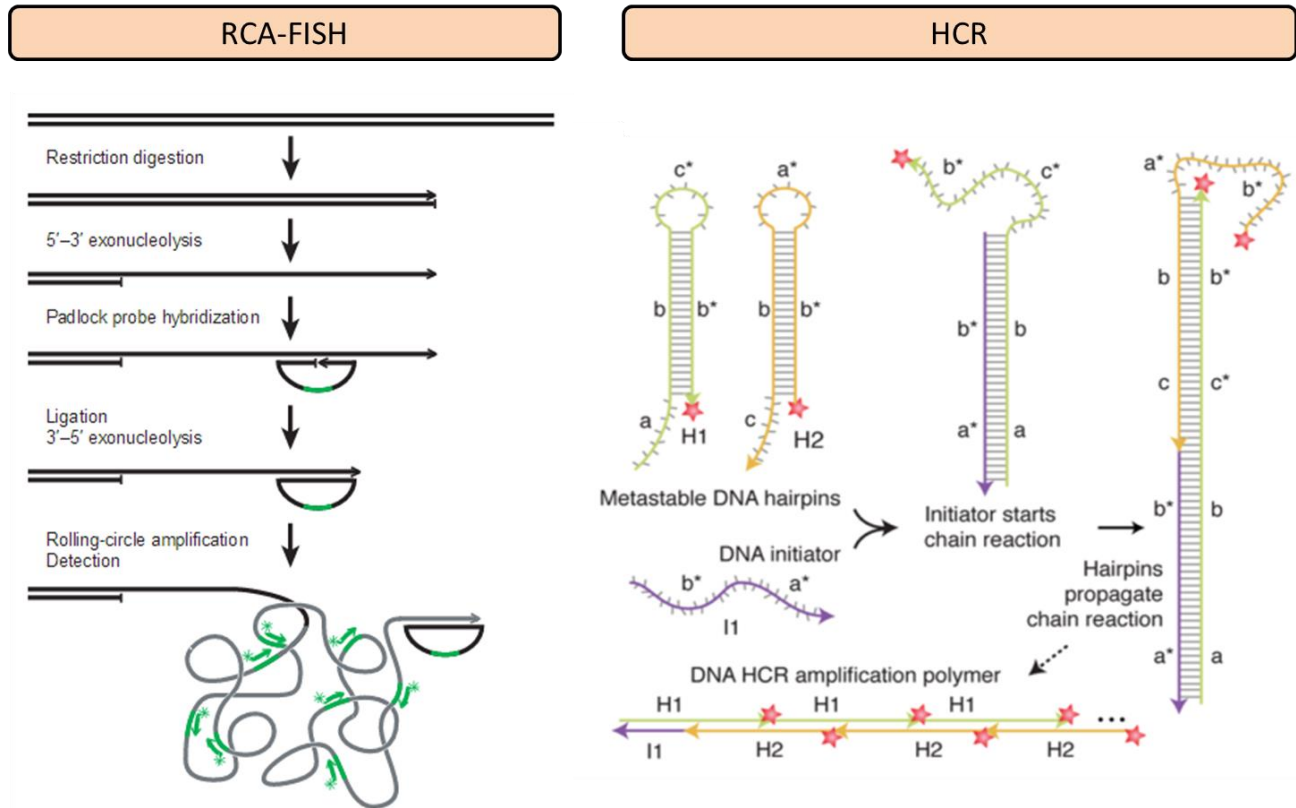 RCA-FISH
Restriction digestion
5′–3′ exonucleolysis
Padlock probe hybridization
Ligation
3′–5′ exonucleolysis
Rolling-circle amplification
Detection
HCR
c*
a*
b
b*
b
b*
a
H1
c
H2
Metastable DNA hairpins
DNA initiator
b*
a*
I1
b*
c*
b*
b
a*
a
Initiator starts
chain reaction
a*
b*
b
b*
c
c*
b*
b
a*
a
Hairpins
propagate
chain reaction
DNA HCR amplification polymer
H1
H1
H1
...
I1
H2
H2
H2